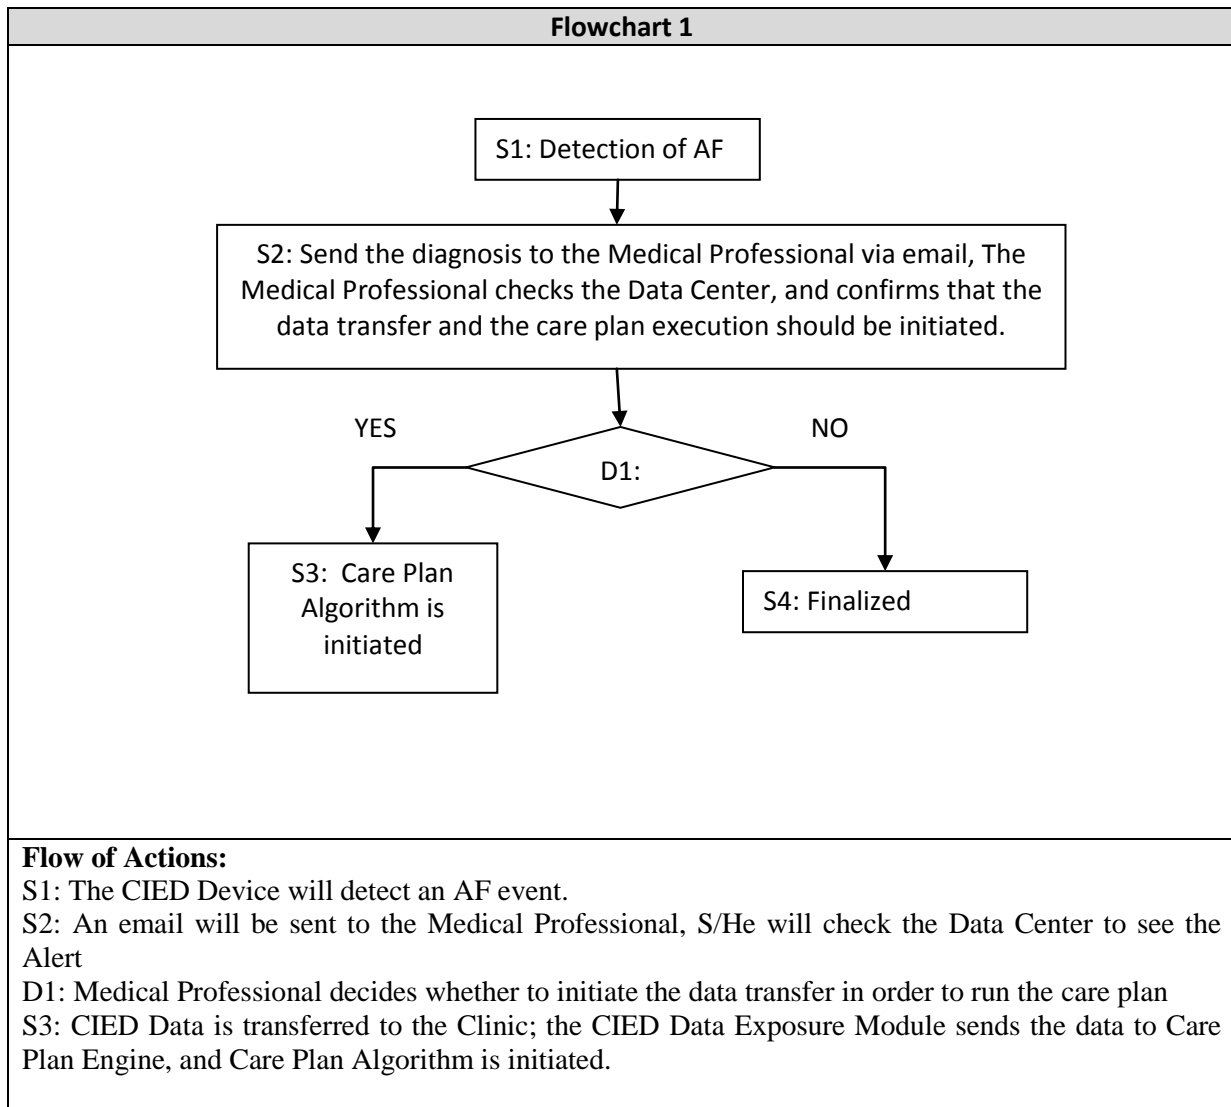 Flowchart 1
S1: Detection of AF
S2: Send the diagnosis to the Medical Professional via email, The
Medical Professional checks the Data Center, and confirms that the
data transfer and the care plan execution should be initiated.
YES
NO
D1:
S3:  Care Plan
Algorithm is
initiated
S4: Finalized
Flow of Actions:
S1: The CIED Device will detect an AF event.
S2: An email will be sent to the Medical Professional, S/He will check the Data Center to see the
Alert
D1: Medical Professional decides whether to initiate the data transfer in order to run the care plan
S3: CIED Data is transferred to the Clinic; the CIED Data Exposure Module sends the data to Care
Plan Engine, and Care Plan Algorithm is initiated.